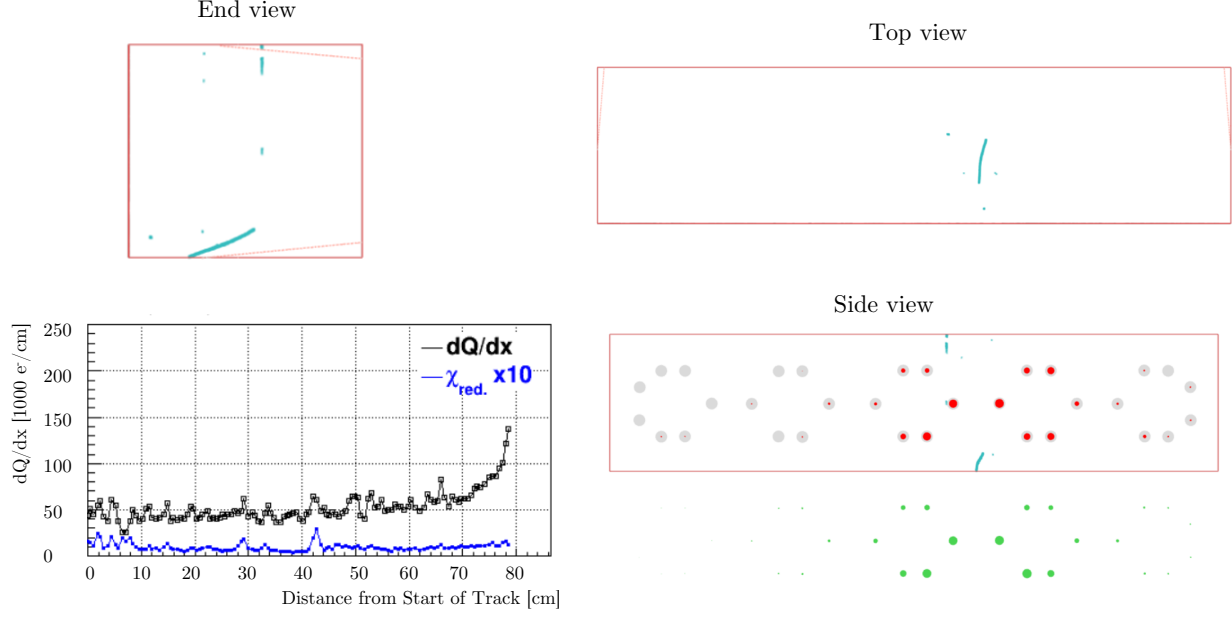 End view
Top view
Side view
dQ/dx [1000 e⁻/cm]
250
200
150
100
50
0
dQ/dx
χred. x10
0 10 20 30 40 50 60 70 80
Distance from Start of Track [cm]